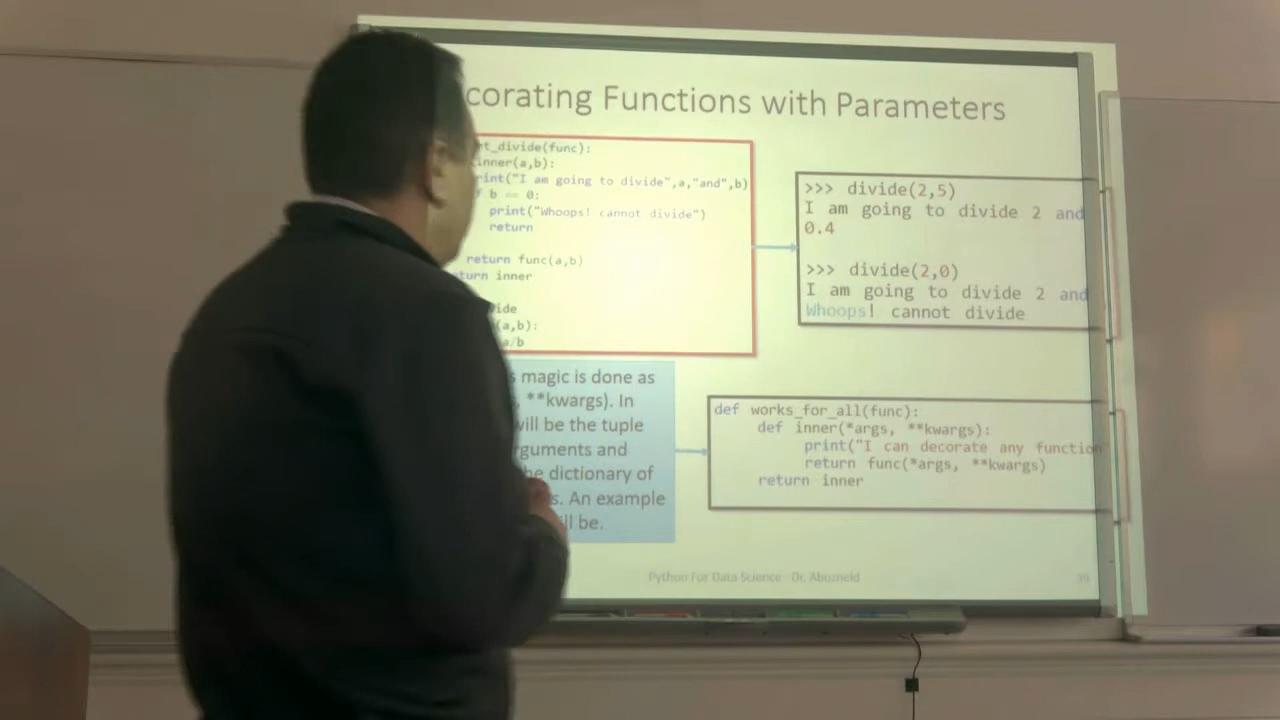 corating Functions with Parameters
rt_divide(func):
inner(a,b):
rint("I am going to divide",a,"and",b)
f b == 0:
print("Whoops! cannot divide")
return
return func(a,b)
turn inner
ide
(a,b):
a/b
>>> divide(2,5)
I am going to divide 2 and
0.4
>>> divide(2,0)
I am going to divide 2 and
Whoops! cannot divide
s magic is done as
, **kwargs). In
will be the tuple
rguments and
he dictionary of
s. An example
ill be.
def works_for_all(func):
def inner(*args, **kwargs):
print("I can decorate any function
return func(*args, **kwargs)
return inner
Python For Data Science - Dr. Abozneld
39